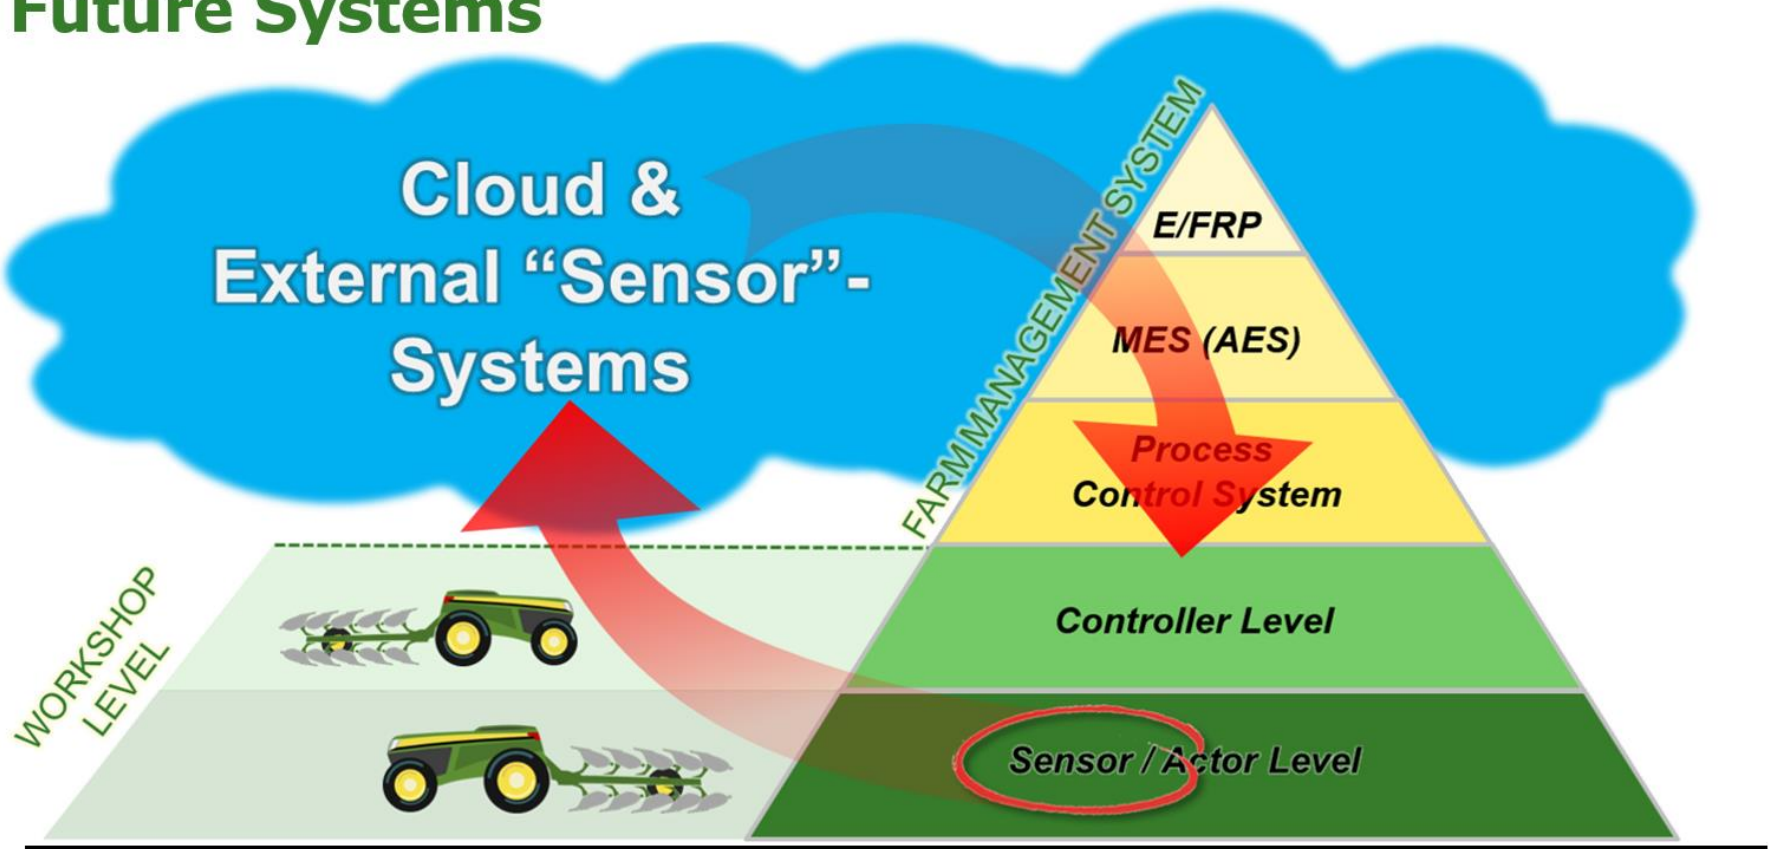 Future Systems
Cloud &
External “Sensor”-
Systems
FARM MANAGEMENT SYSTEM
E/FRP
MES (AES)
Process
Control System
Controller Level
Sensor / Actor Level
WORKSHOP
LEVEL